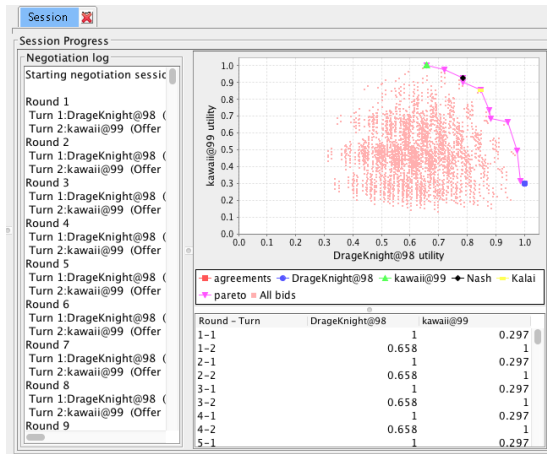 Session
Session Progress
Negotiation log
Starting negotiation sessic
Round 1
Turn 1:DrageKnight@98 (
Turn 2:kawaii@99 (Offer
Round 2
Turn 1:DrageKnight@98 (
Turn 2:kawaii@99 (Offer
Round 3
Turn 1:DrageKnight@98 (
Turn 2:kawaii@99 (Offer
Round 4
Turn 1:DrageKnight@98 (
Turn 2:kawaii@99 (Offer
Round 5
Turn 1:DrageKnight@98 (
Turn 2:kawaii@99 (Offer
Round 6
Turn 1:DrageKnight@98 (
Turn 2:kawaii@99 (Offer
Round 7
Turn 1:DrageKnight@98 (
Turn 2:kawaii@99 (Offer
Round 8
Turn 1:DrageKnight@98 (
Turn 2:kawaii@99 (Offer
Round 9
kawaii@99 utility
1.0
0.9
0.8
0.7
0.6
0.5
0.4
0.3
0.2
0.1
0.0
0.0 0.1 0.2 0.3 0.4 0.5 0.6 0.7 0.8 0.9 1.0
DrageKnight@98 utility
agreements DrageKnight@98 kawaii@99 Nash Kalai
pareto All bids
Round - Turn DrageKnight@98 kawaii@99
1-1 1 0.297
1-2 0.658 1
2-1 1 0.297
2-2 0.658 1
3-1 1 0.297
3-2 0.658 1
4-1 1 0.297
4-2 0.658 1
5-1 1 0.297